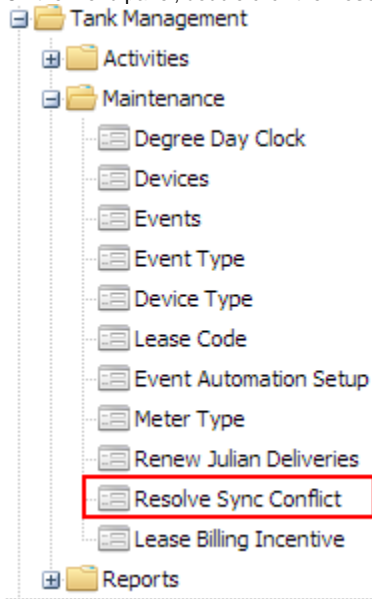 Tank Management
Activities
Maintenance
Degree Day Clock
Devices
Events
Event Type
Device Type
Lease Code
Event Automation Setup
Meter Type
Renew Julian Deliveries
Resolve Sync Conflict
Lease Billing Incentive
Reports